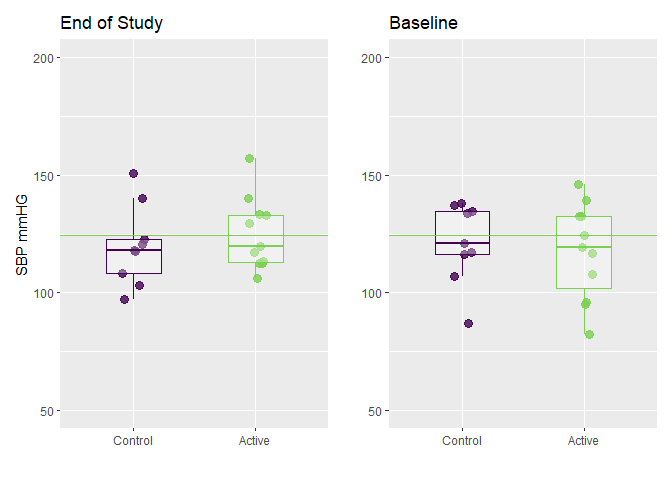 End of Study
Baseline
SBP mmHG
200
150
100
50
Control Active
200
150
100
50
Control Active